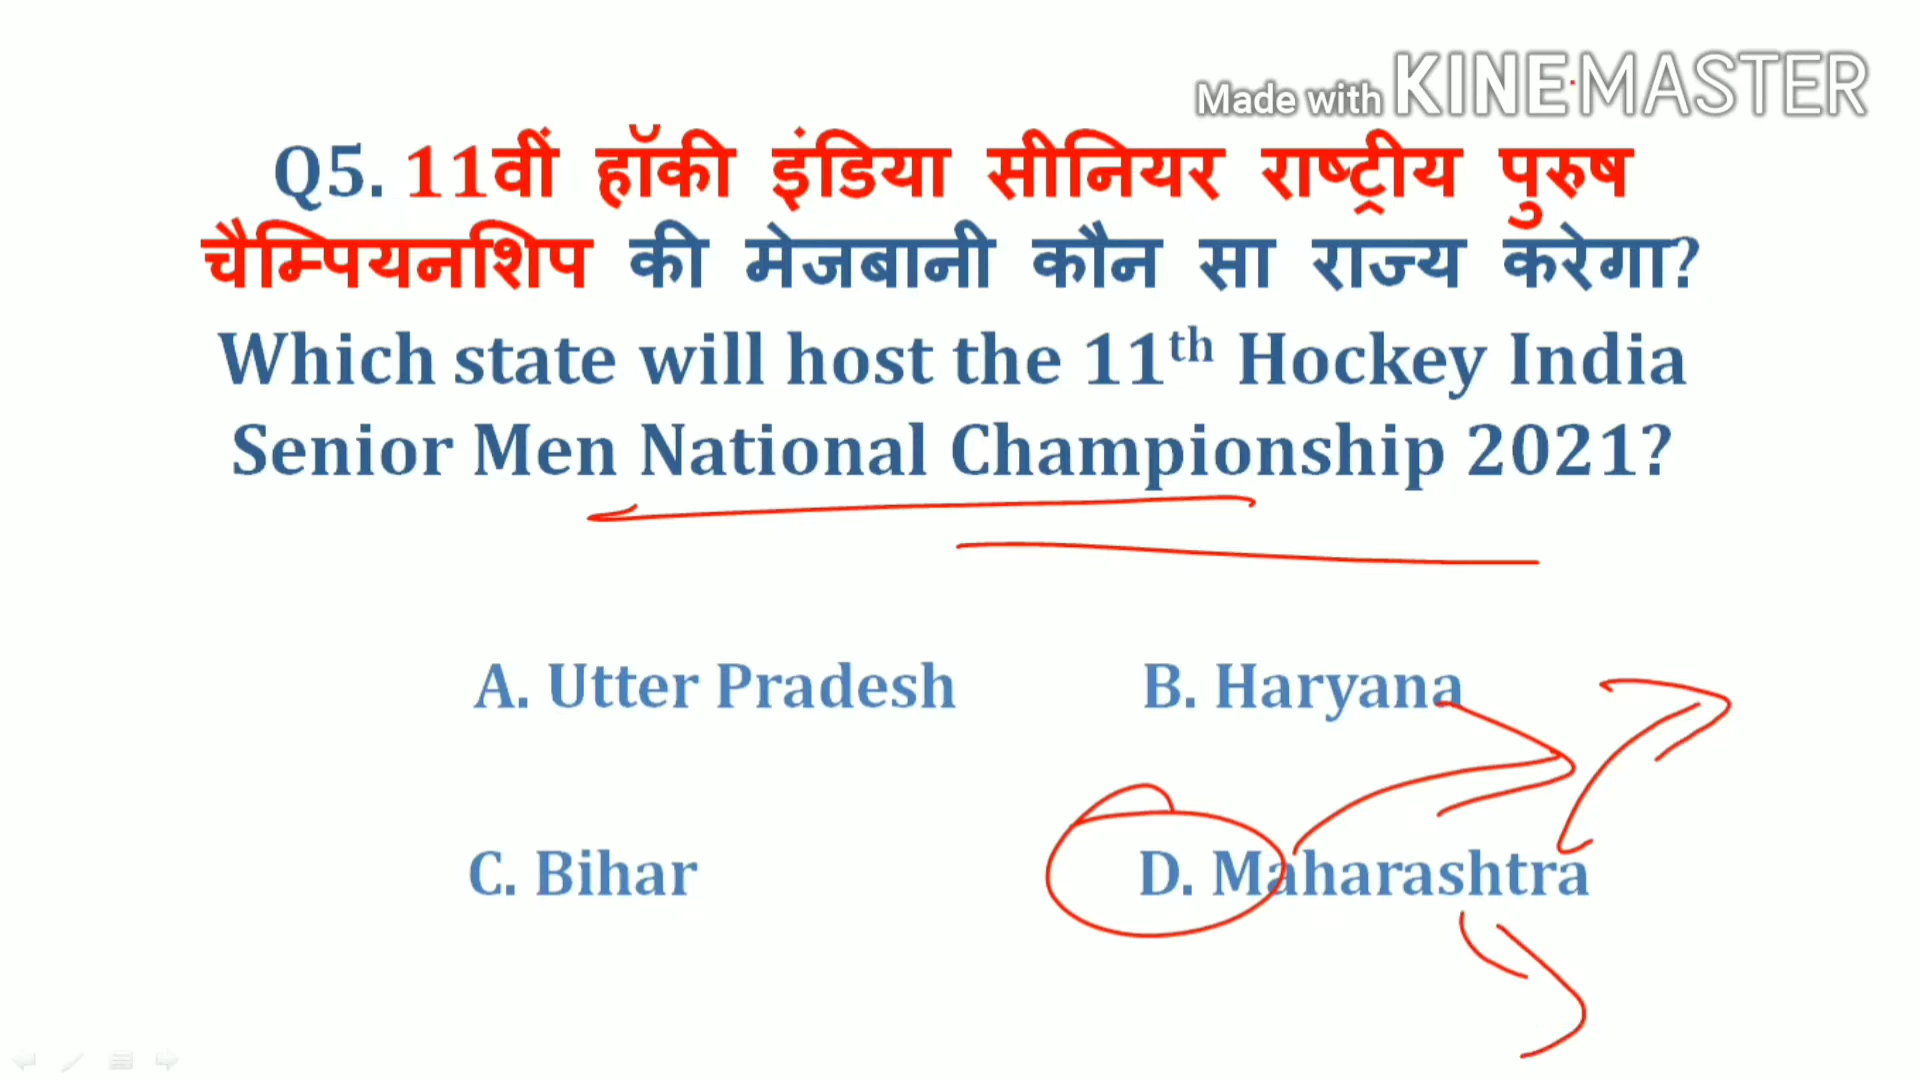 Made with KINEMASTER
Q5. 11वीं हॉकी इंडिया सीनियर राष्ट्रीय पुरुष
चैम्पियनशिप की मेजबानी कौन सा राज्य करेगा?
Which state will host the 11th Hockey India
Senior Men National Championship 2021?
A. Utter Pradesh
B. Haryana
C. Bihar
D. Maharashtra